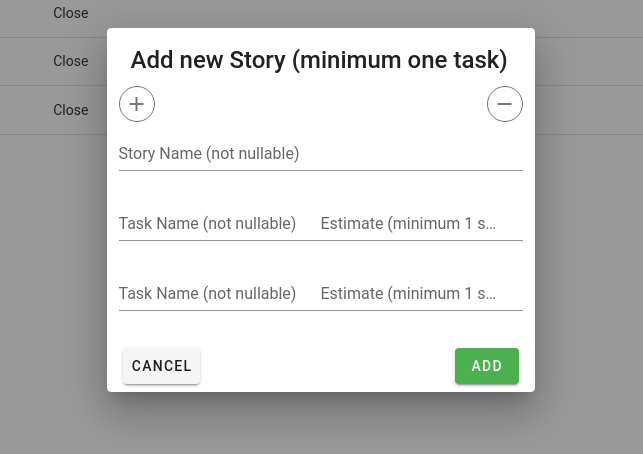 Close
Close
Close
Add new Story (minimum one task)
Story Name (not nullable)
Task Name (not nullable) Estimate (minimum 1 s...
Task Name (not nullable) Estimate (minimum 1 s...
CANCEL ADD